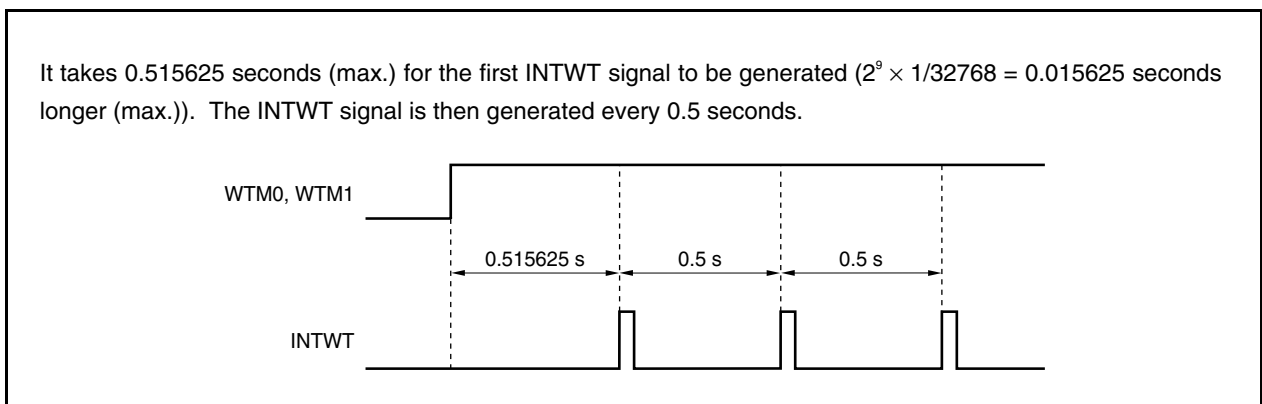 It takes 0.515625 seconds (max.) for the first INTWT signal to be generated (2⁹ × 1/32768 = 0.015625 seconds
longer (max.)). The INTWT signal is then generated every 0.5 seconds.
WTM0, WTM1
0.515625 s
0.5 s
0.5 s
INTWT